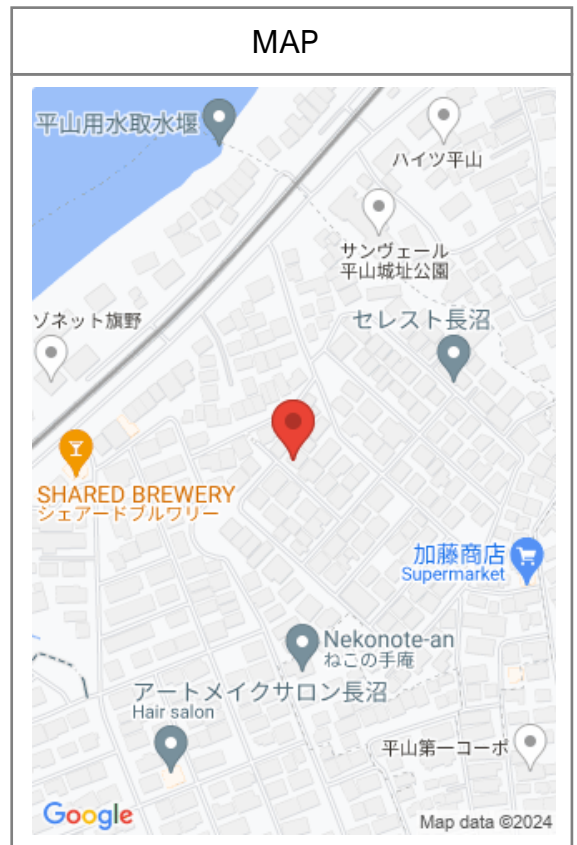 MAP
平山用水取水堰
ハイツ平山
サンヴェール
平山城址公園
ゾネット旗野
セレスト長沼
SHARED BREWERY
シェアードブルワリー
加藤商店
Supermarket
Nekonote-an
ねこの手庵
アートメイクサロン長沼
Hair salon
平山第一コーポ
Google
Map data ©2024